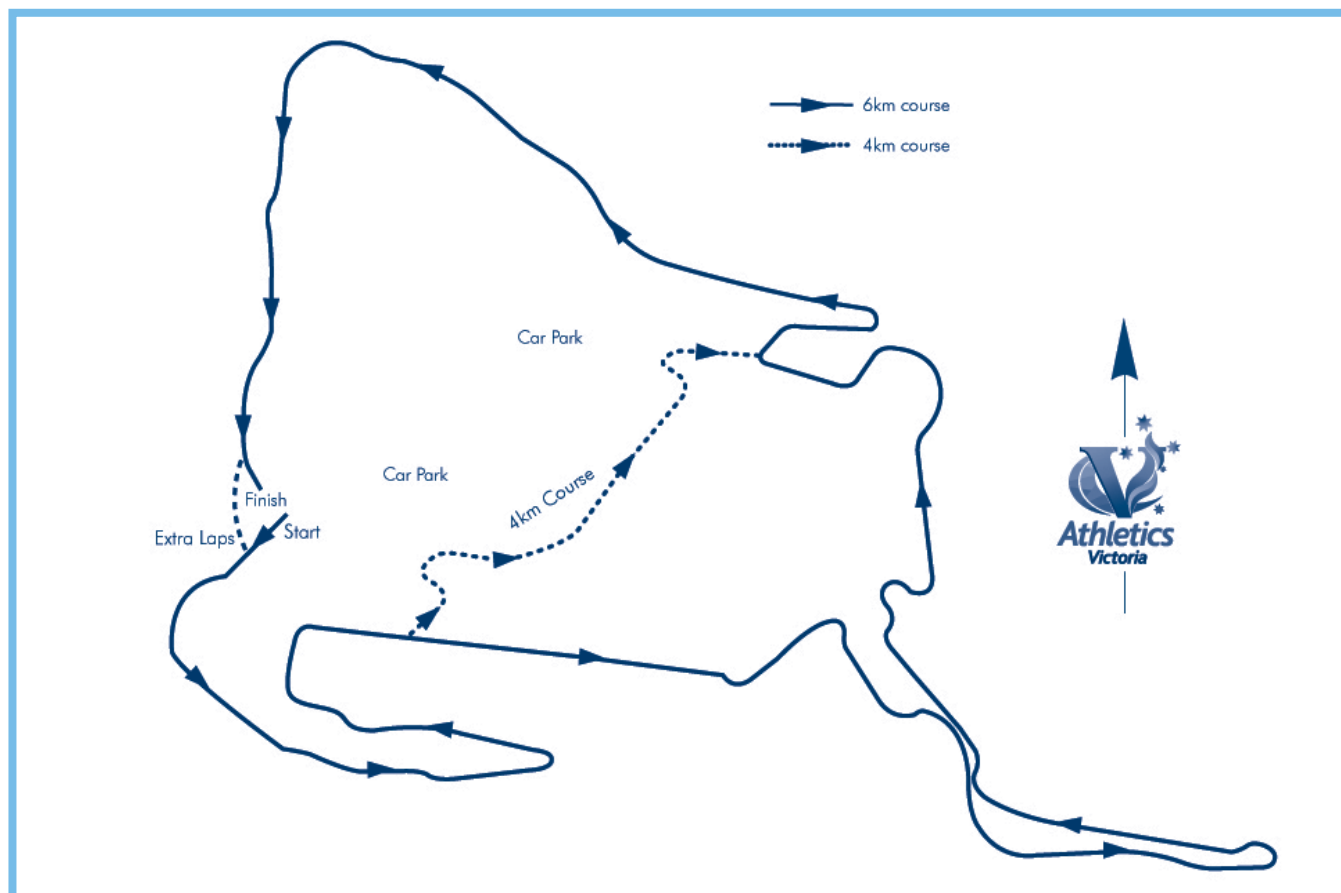 6km course
4km course
Car Park
Car Park
4km Course
Finish
Extra Laps
Start
Athletics
Victoria